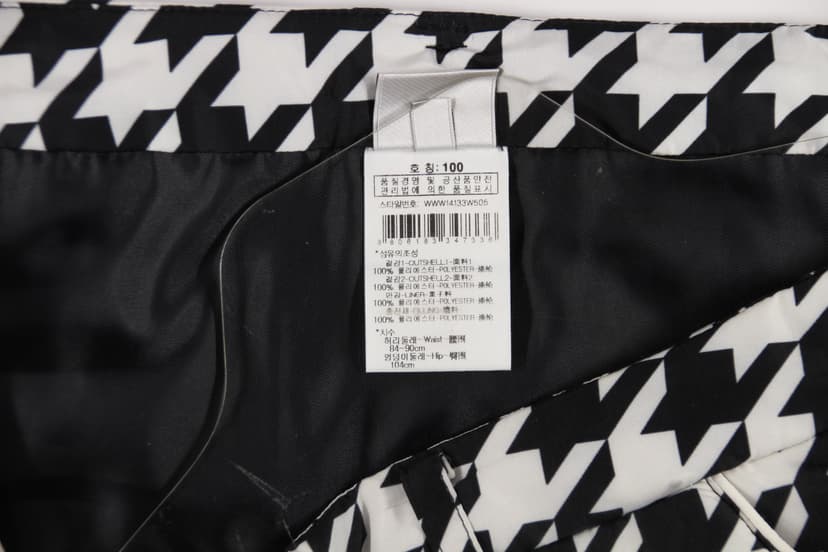 호 칭: 100
품질경영 및 공산품안전
관리법에 의한 품질표시
스타일번호: WWW14133W505
8806183347036
*섬유의조성
겉감1-OUTSHELL1-面料1
100% 폴리에스터-POLYESTER-涤纶
겉감2-OUTSHELL2-面料2
100% 폴리에스터-POLYESTER-涤纶
안감-LINER-里子料
100% 폴리에스터-POLYESTER-涤纶
충전재-FILLING-填料
100% 폴리에스터-POLYESTER-涤纶
*치수
허리둘레-Waist-腰围
84~90cm
엉덩이둘레-Hip-臀围
104cm